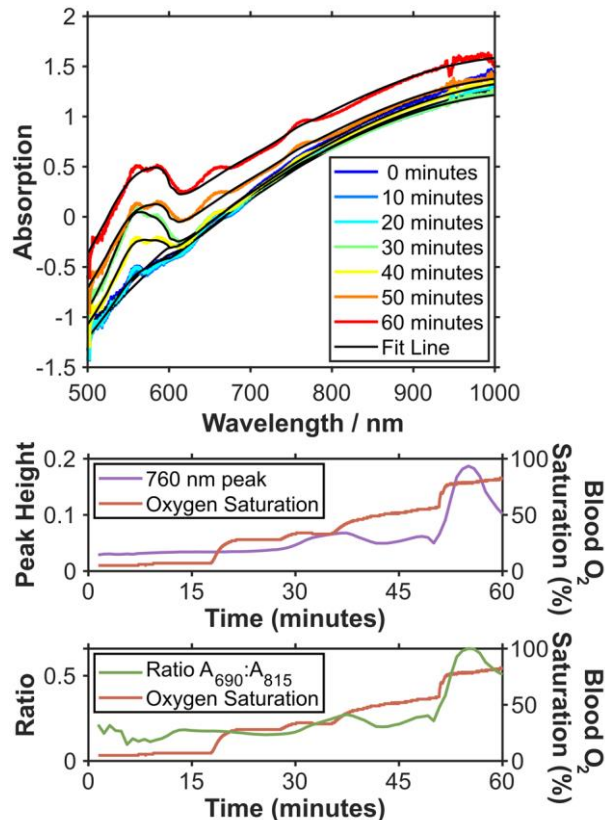 2
1.5
1
0.5
0
-0.5
-1
-1.5
Absorption
0 minutes
10 minutes
20 minutes
30 minutes
40 minutes
50 minutes
60 minutes
Fit Line
500 600 700 800 900 1000
Wavelength / nm
0.2
0.1
0
Peak Height
760 nm peak
Oxygen Saturation
100
50
0
Blood O2
Saturation (%)
0 15 30 45 60
Time (minutes)
0.5
0
Ratio
Ratio A690:A815
Oxygen Saturation
100
50
0
Blood O2
Saturation (%)
0 15 30 45 60
Time (minutes)